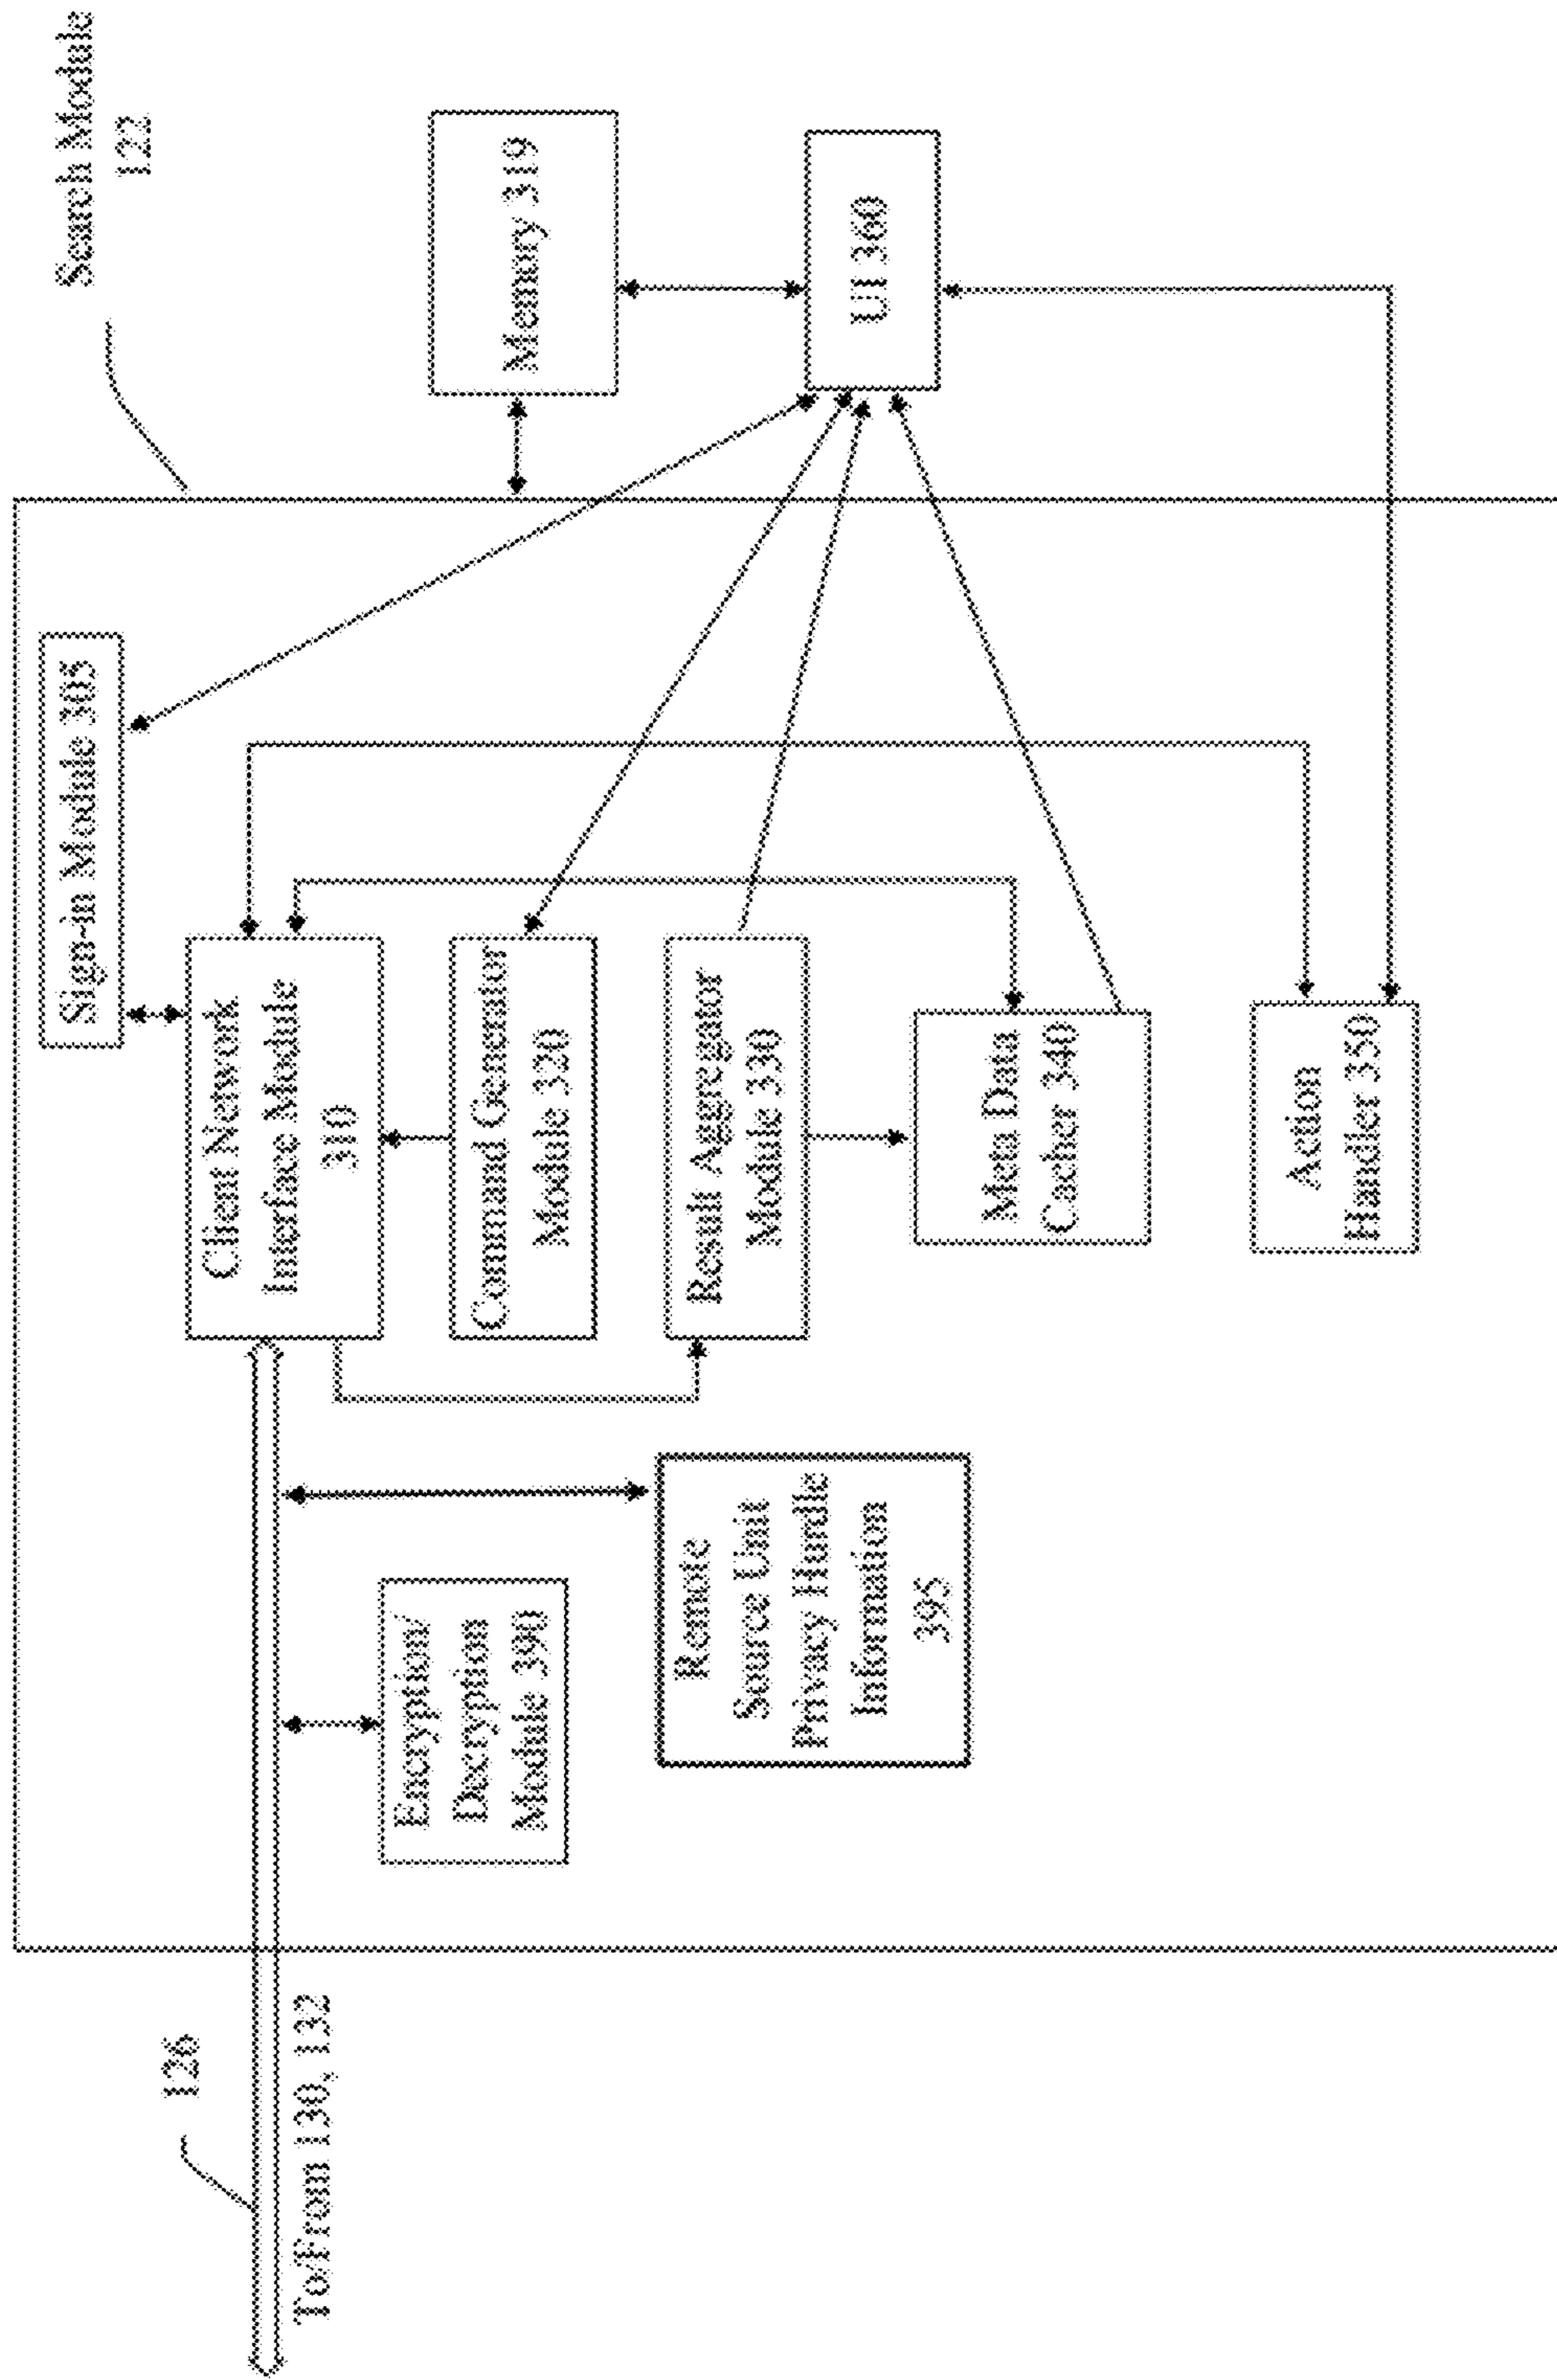 126
To/From 130, 132
Search Module
122
Sign-in Module 305
Client Network
Interface Module
310
Encryption/
Decryption
Module 390
Command Generator
Module 320
Memory 319
Remote
Source Unit
Privacy Hurdle
Information
395
Result Aggregator
Module 330
UI 360
Meta Data
Cacher 340
Action
Handler 350